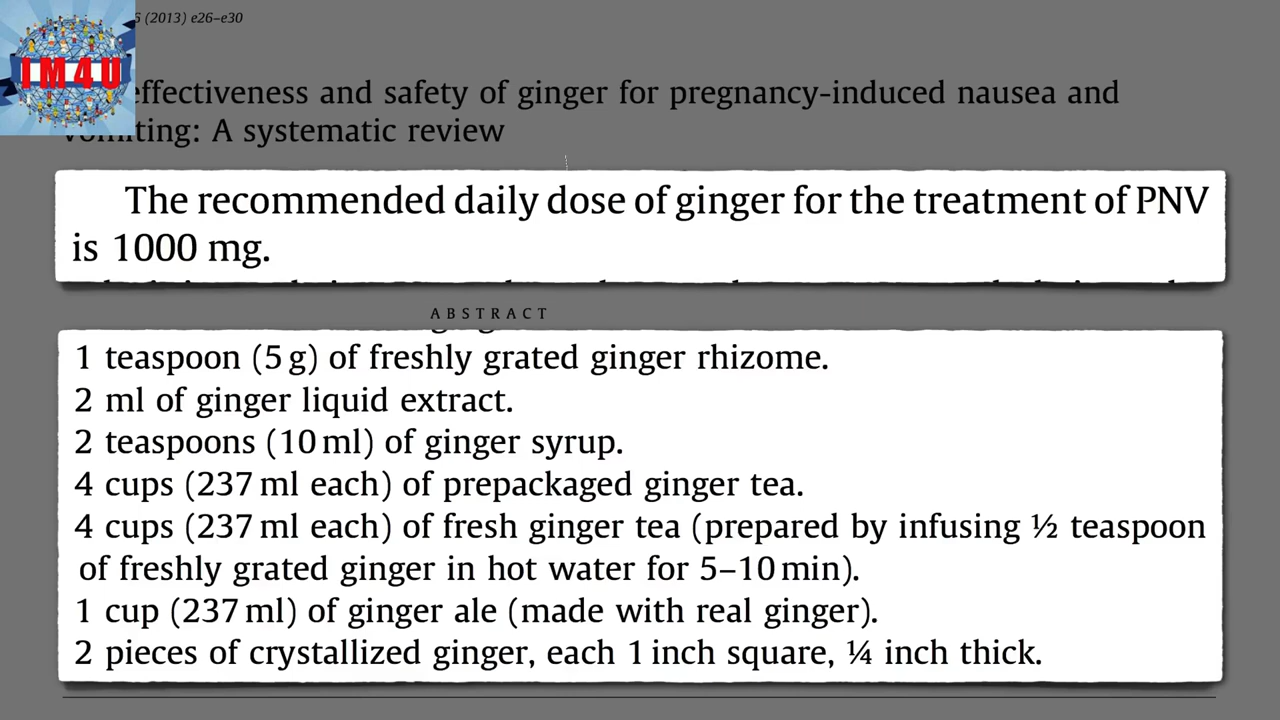 (2013) e26–e30
IM4U
effectiveness and safety of ginger for pregnancy-induced nausea and
vomiting: A systematic review
The recommended daily dose of ginger for the treatment of PNV
is 1000 mg.
ABSTRACT
1 teaspoon (5 g) of freshly grated ginger rhizome.
2 ml of ginger liquid extract.
2 teaspoons (10 ml) of ginger syrup.
4 cups (237 ml each) of prepackaged ginger tea.
4 cups (237 ml each) of fresh ginger tea (prepared by infusing ½ teaspoon
of freshly grated ginger in hot water for 5–10 min).
1 cup (237 ml) of ginger ale (made with real ginger).
2 pieces of crystallized ginger, each 1 inch square, ¼ inch thick.